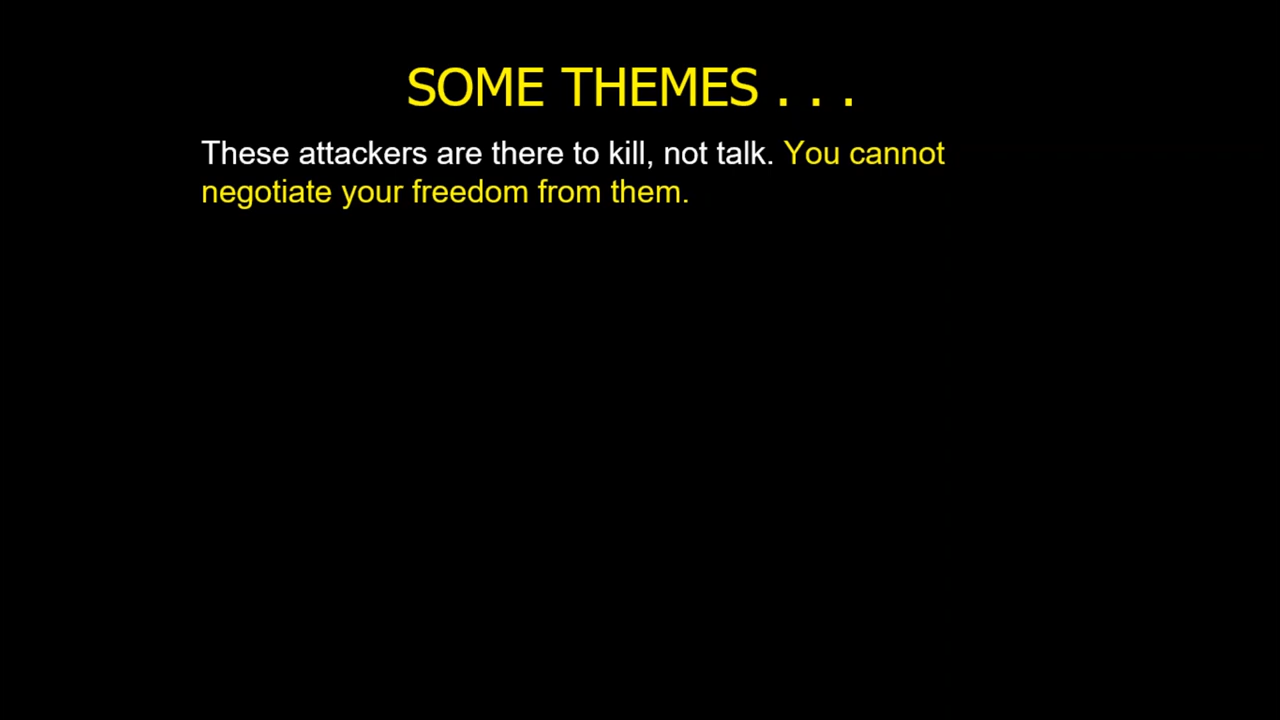 SOME THEMES . . .
These attackers are there to kill, not talk. You cannot
negotiate your freedom from them.